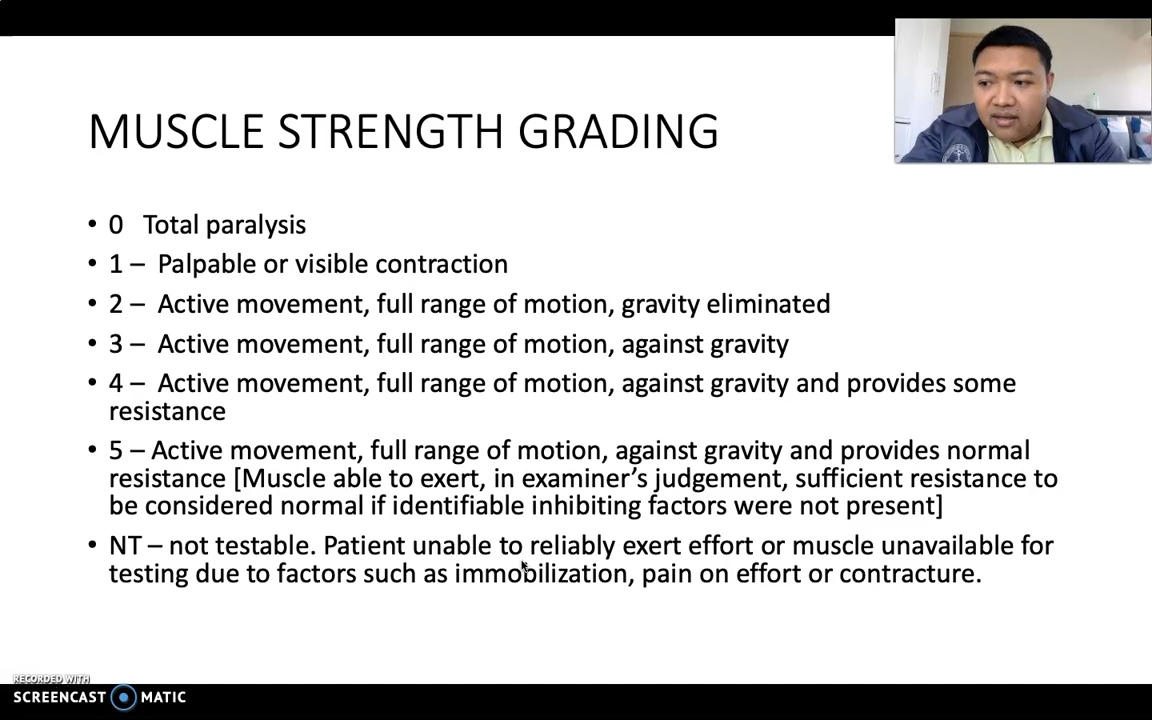 MUSCLE STRENGTH GRADING
• 0 Total paralysis
• 1 – Palpable or visible contraction
• 2 – Active movement, full range of motion, gravity eliminated
• 3 – Active movement, full range of motion, against gravity
• 4 – Active movement, full range of motion, against gravity and provides some
resistance
• 5 – Active movement, full range of motion, against gravity and provides normal
resistance [Muscle able to exert, in examiner’s judgement, sufficient resistance to
be considered normal if identifiable inhibiting factors were not present]
• NT – not testable. Patient unable to reliably exert effort or muscle unavailable for
testing due to factors such as immobilization, pain on effort or contracture.
RECORDED WITH
SCREENCAST MATIC